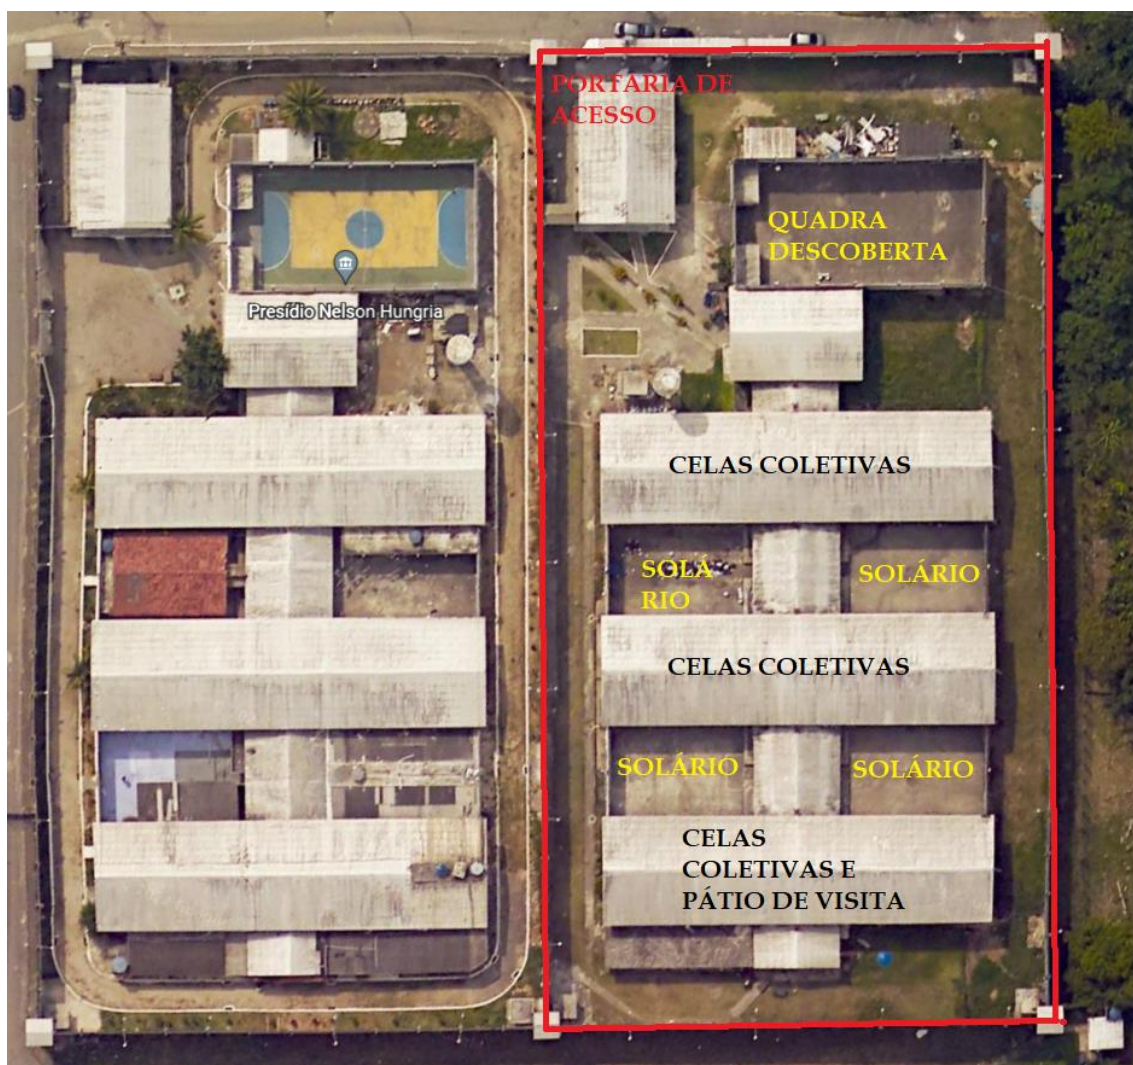 PORTARIA DE
ACESSO
QUADRA
DESCOBERTA
Presídio Nelson Hungria
CELAS COLETIVAS
SOLÁ
RIO
SOLÁRIO
CELAS COLETIVAS
SOLÁRIO
SOLÁRIO
CELAS
COLETIVAS E
PÁTIO DE VISITA